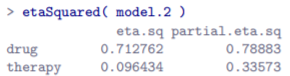 > etaSquared( model.2 )
eta.sq partial.eta.sq
drug 0.712762 0.78883
therapy 0.096434 0.33573